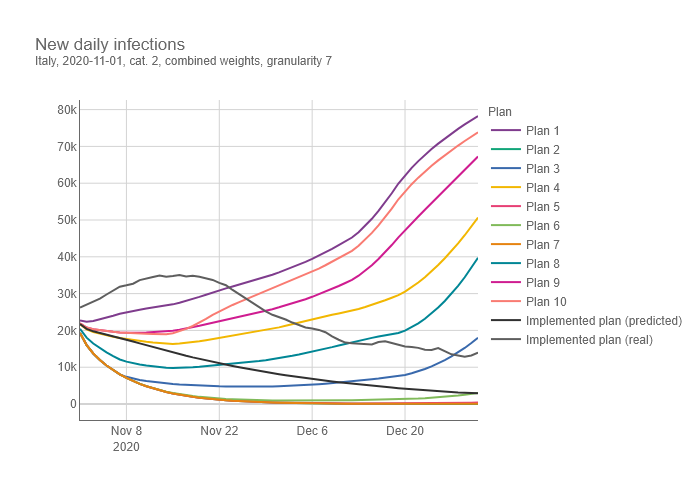 New daily infections
Italy, 2020-11-01, cat. 2, combined weights, granularity 7
80k
70k
60k
50k
40k
30k
20k
10k
0
Nov 8
2020
Nov 22
Dec 6
Dec 20
Plan
Plan 1
Plan 2
Plan 3
Plan 4
Plan 5
Plan 6
Plan 7
Plan 8
Plan 9
Plan 10
Implemented plan (predicted)
Implemented plan (real)